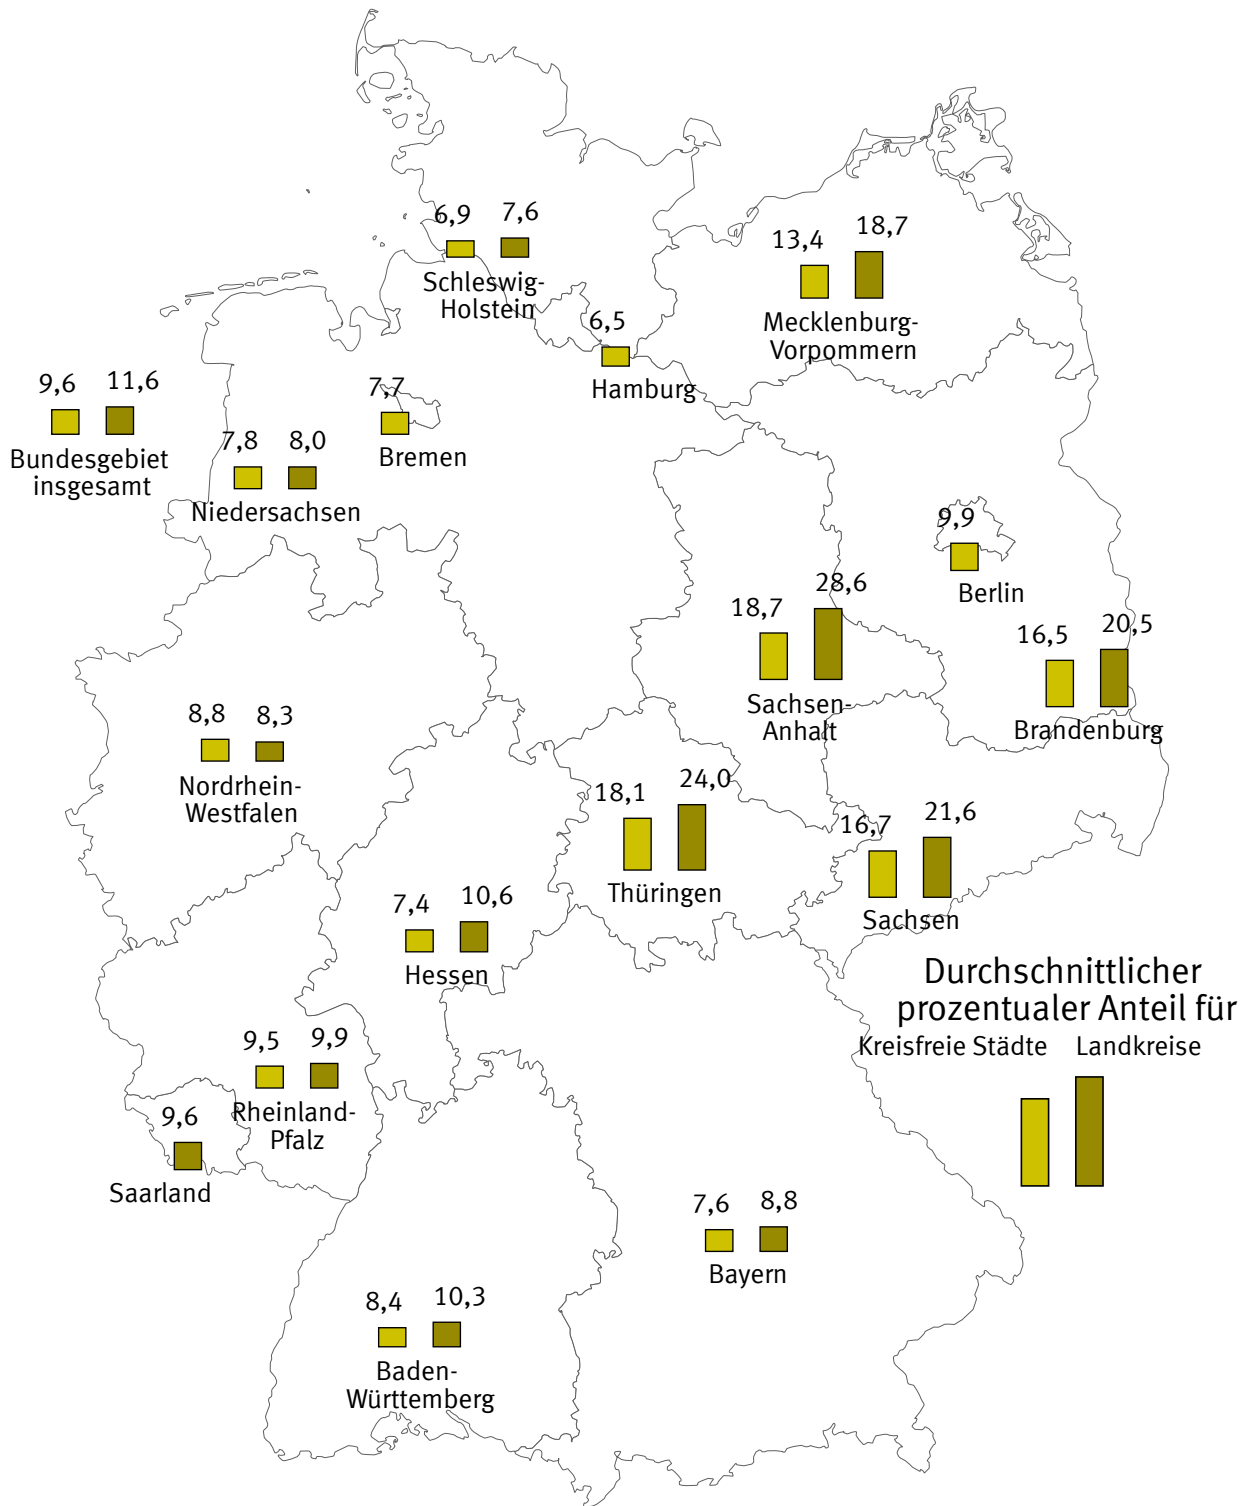 6,9 7,6
Schleswig-
Holstein
13,4 18,7
Mecklenburg-
Vorpommern
6,5
Hamburg
9,6 11,6
Bundesgebiet
insgesamt
7,7
Bremen
7,8 8,0
Niedersachsen
9,9
Berlin
18,7 28,6
Sachsen-
Anhalt
16,5 20,5
Brandenburg
8,8 8,3
Nordrhein-
Westfalen
18,1 24,0
Thüringen
16,7 21,6
Sachsen
7,4 10,6
Hessen
Durchschnittlicher
prozentualer Anteil für
Kreisfreie Städte Landkreise
9,5 9,9
Rheinland-
Pfalz
9,6
Saarland
7,6 8,8
Bayern
8,4 10,3
Baden-
Württemberg